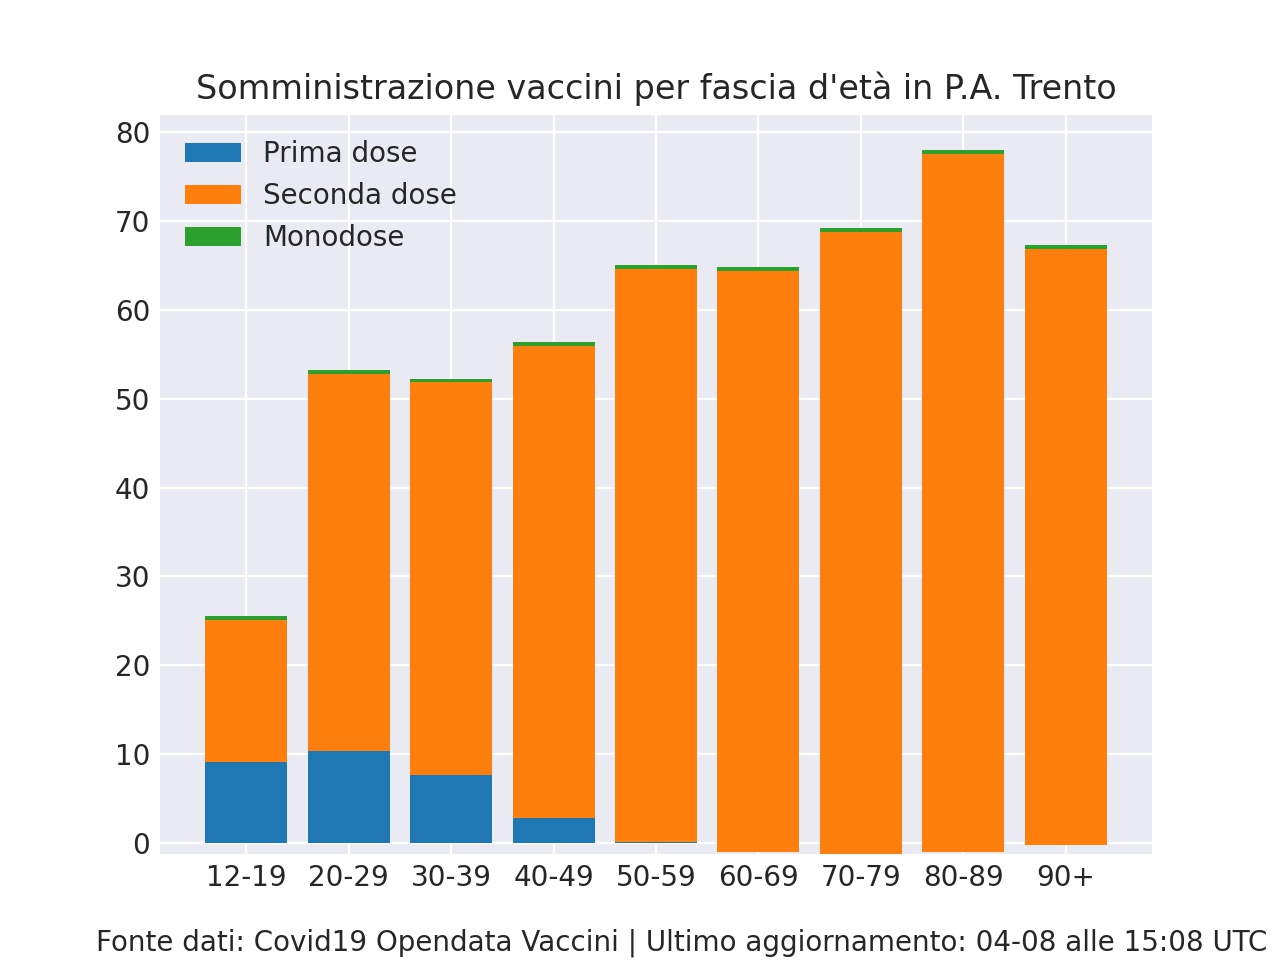 Somministrazione vaccini per fascia d'età in P.A. Trento
80
70
60
50
40
30
20
10
0
Prima dose
Seconda dose
Monodose
12-19 20-29 30-39 40-49 50-59 60-69 70-79 80-89 90+
Fonte dati: Covid19 Opendata Vaccini | Ultimo aggiornamento: 04-08 alle 15:08 UTC